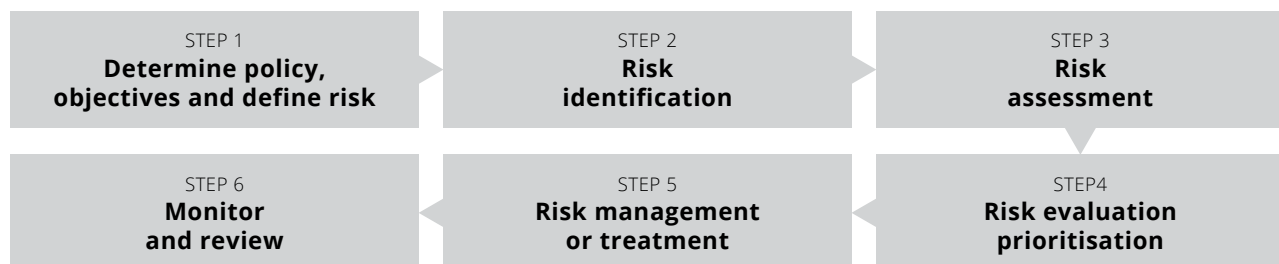 STEP 1
Determine policy,
objectives and define risk
STEP 2
Risk
identification
STEP 3
Risk
assessment
STEP4
Risk evaluation
prioritisation
STEP 5
Risk management
or treatment
STEP 6
Monitor
and review